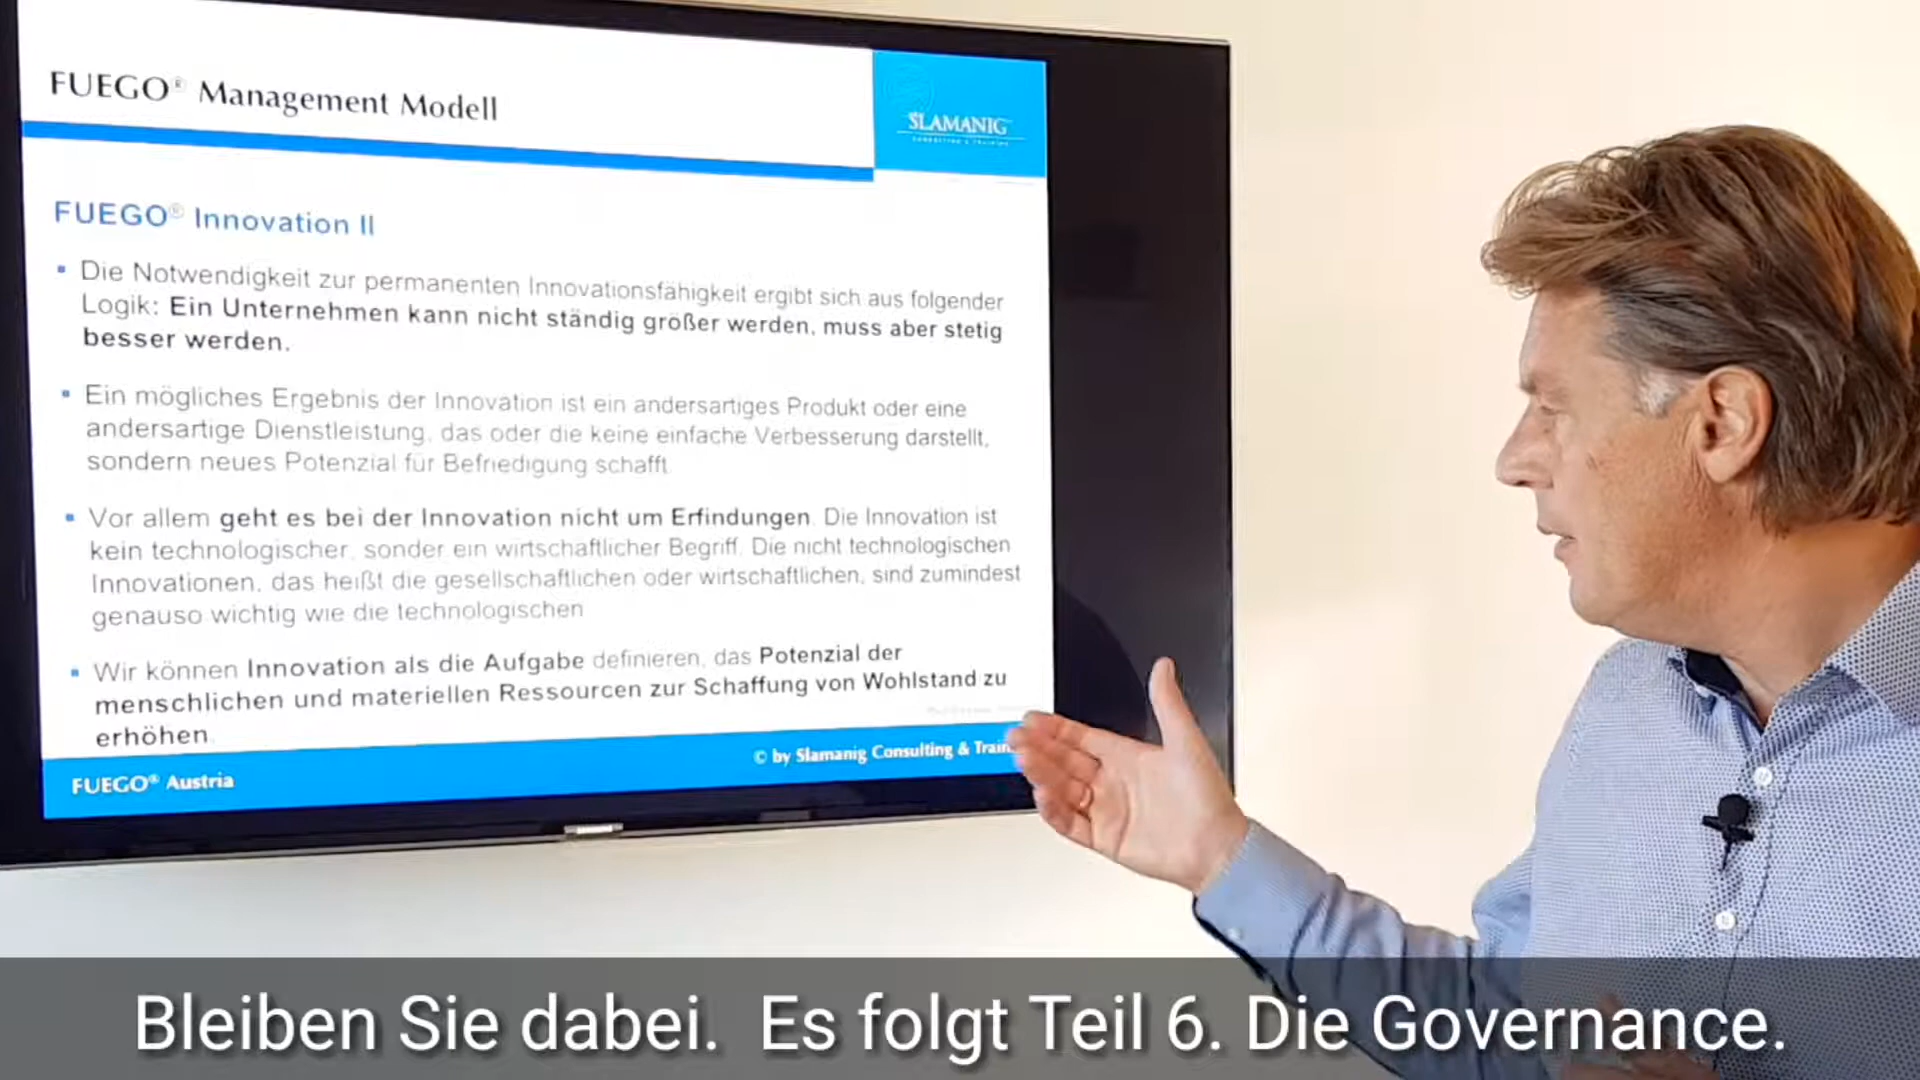 FUEGO® Management Modell
SLAMANIG
CONSULTING & TRAINING
FUEGO® Innovation II
▪ Die Notwendigkeit zur permanenten Innovationsfähigkeit ergibt sich aus folgender
Logik: Ein Unternehmen kann nicht ständig größer werden, muss aber stetig
besser werden.
▪ Ein mögliches Ergebnis der Innovation ist ein andersartiges Produkt oder eine
andersartige Dienstleistung, das oder die keine einfache Verbesserung darstellt,
sondern neues Potenzial für Befriedigung schafft
▪ Vor allem geht es bei der Innovation nicht um Erfindungen. Die Innovation ist
kein technologischer, sonder ein wirtschaftlicher Begriff. Die nicht technologischen
Innovationen, das heißt die gesellschaftlichen oder wirtschaftlichen, sind zumindest
genauso wichtig wie die technologischen
▪ Wir können Innovation als die Aufgabe definieren, das Potenzial der
menschlichen und materiellen Ressourcen zur Schaffung von Wohlstand zu
erhöhen.
© by Slamanig Consulting & Train
FUEGO® Austria
Bleiben Sie dabei. Es folgt Teil 6. Die Governance.